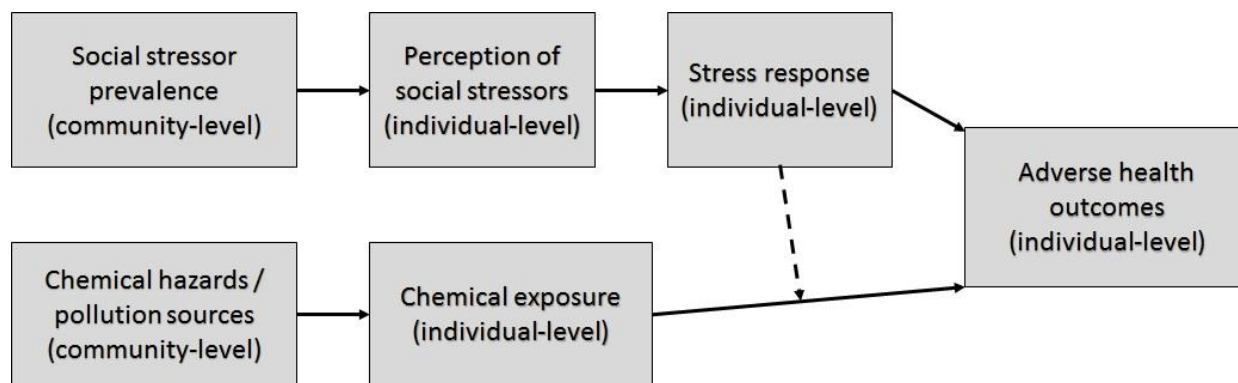 Social stressor
prevalence
(community-level)
Perception of
social stressors
(individual-level)
Stress response
(individual-level)
Adverse health
outcomes
(individual-level)
Chemical hazards /
pollution sources
(community-level)
Chemical exposure
(individual-level)